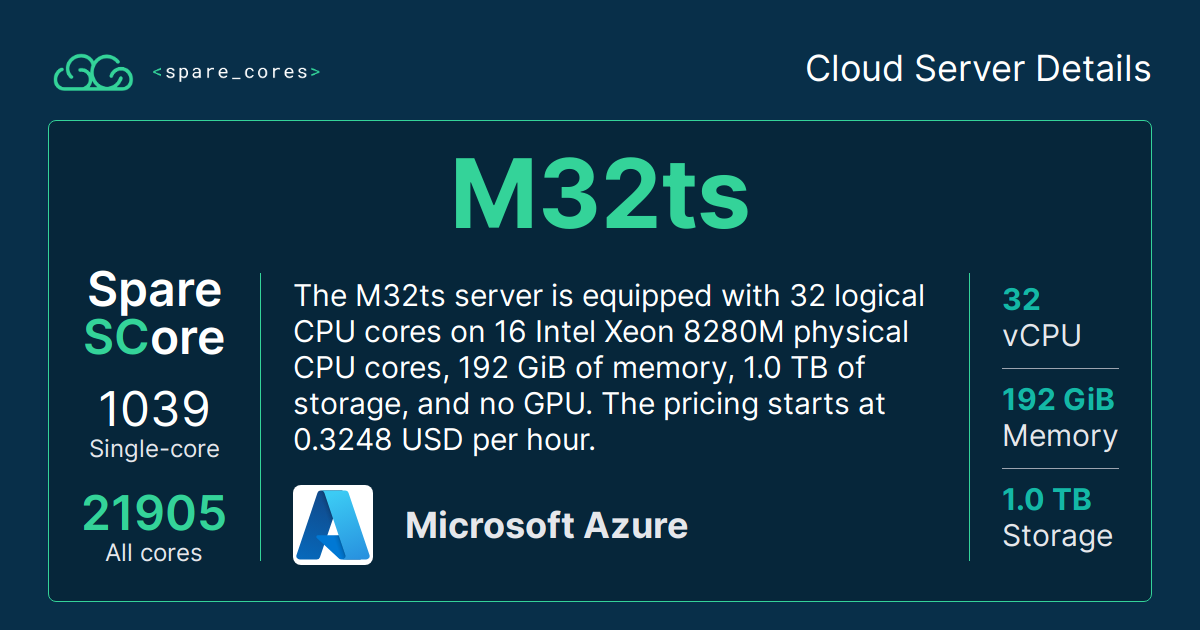 <spare_cores>
Cloud Server Details
M32ts
Spare
SCore
1039
Single-core
21905
All cores
The M32ts server is equipped with 32 logical
CPU cores on 16 Intel Xeon 8280M physical
CPU cores, 192 GiB of memory, 1.0 TB of
storage, and no GPU. The pricing starts at
0.3248 USD per hour.
Microsoft Azure
32
vCPU
192 GiB
Memory
1.0 TB
Storage